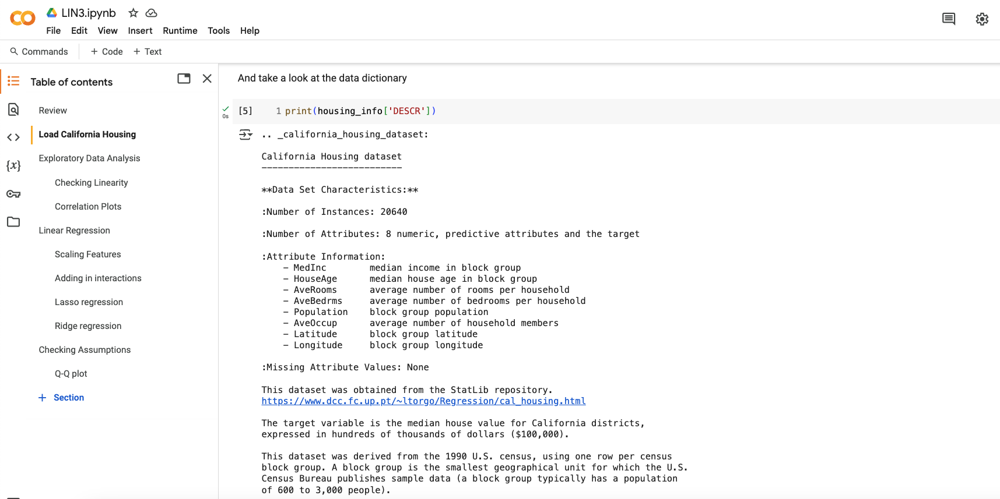 LIN3.ipynb
File Edit View Insert Runtime Tools Help
Commands + Code + Text
Table of contents
Review
Load California Housing
Exploratory Data Analysis
Checking Linearity
Correlation Plots
Linear Regression
Scaling Features
Adding in interactions
Lasso regression
Ridge regression
Checking Assumptions
Q-Q plot
+ Section
And take a look at the data dictionary
0s
[5] 1 print(housing_info['DESCR'])
.. _california_housing_dataset:
California Housing dataset
--------------------------
**Data Set Characteristics:**
:Number of Instances: 20640
:Number of Attributes: 8 numeric, predictive attributes and the target
:Attribute Information:
- MedInc median income in block group
- HouseAge median house age in block group
- AveRooms average number of rooms per household
- AveBedrms average number of bedrooms per household
- Population block group population
- AveOccup average number of household members
- Latitude block group latitude
- Longitude block group longitude
:Missing Attribute Values: None
This dataset was obtained from the StatLib repository.
https://www.dcc.fc.up.pt/~ltorgo/Regression/cal_housing.html
The target variable is the median house value for California districts,
expressed in hundreds of thousands of dollars ($100,000).
This dataset was derived from the 1990 U.S. census, using one row per census
block group. A block group is the smallest geographical unit for which the U.S.
Census Bureau publishes sample data (a block group typically has a population
of 600 to 3,000 people).